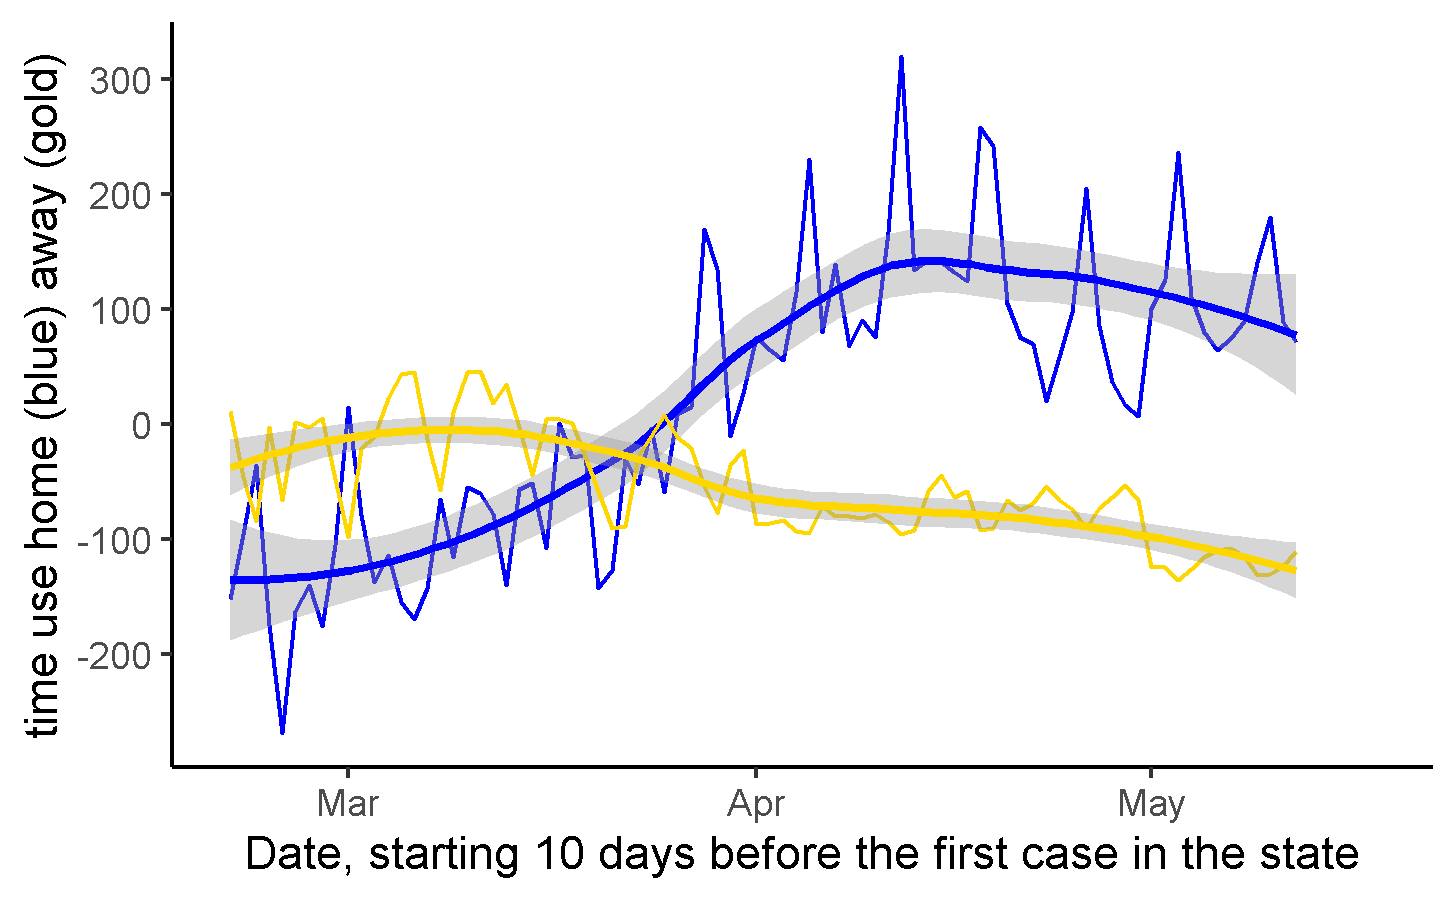 time use home (blue) away (gold)
300
200
100
0
-100
-200
Mar
Apr
May
Date, starting 10 days before the first case in the state